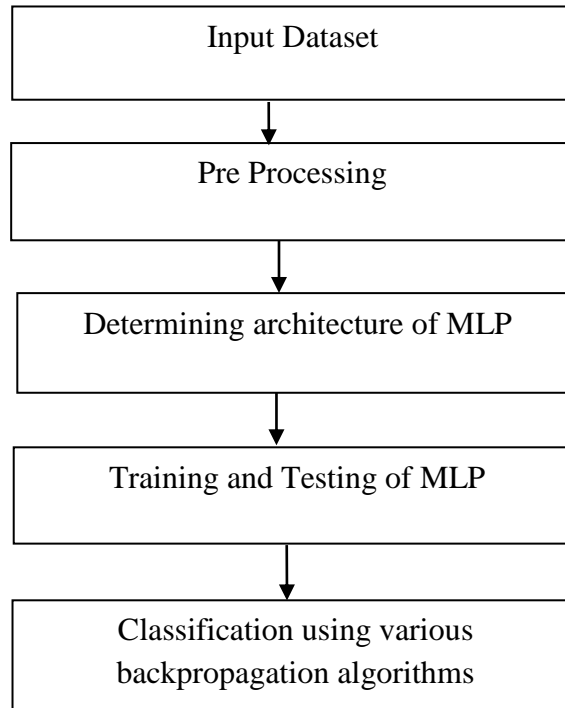 Input Dataset
Pre Processing
Determining architecture of MLP
Training and Testing of MLP
Classification using various
backpropagation algorithms